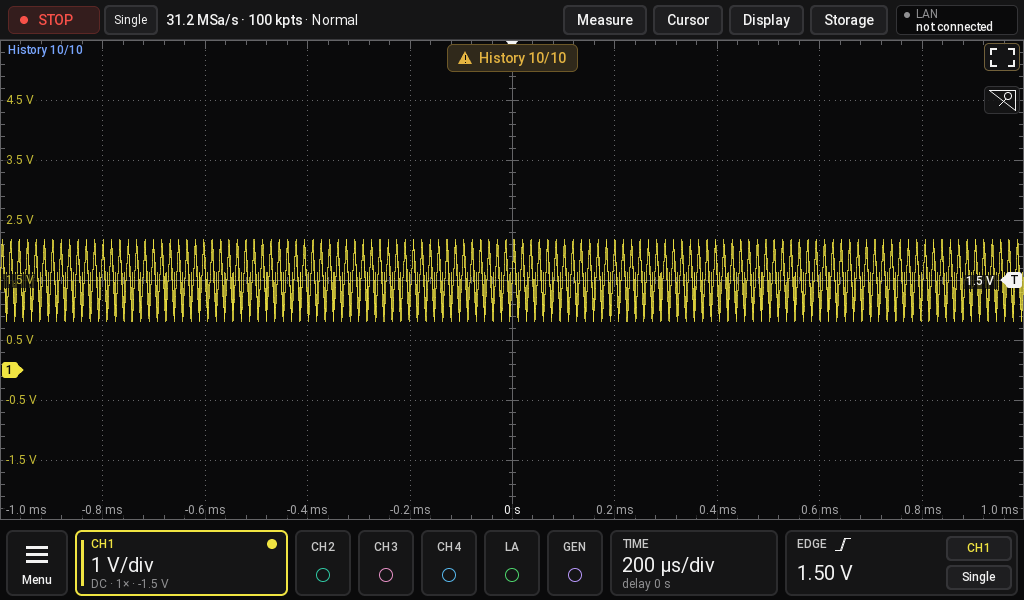 STOP
Single
31.2 MSa/s · 100 kpts · Normal
Measure
Cursor
Display
Storage
LAN
not connected
History 10/10
History 10/10
4.5 V
3.5 V
2.5 V
1.5 V
1.5 V
T
0.5 V
1
-0.5 V
-1.5 V
-1.0 ms
-0.8 ms
-0.6 ms
-0.4 ms
-0.2 ms
0 s
0.2 ms
0.4 ms
0.6 ms
0.8 ms
1.0 ms
Menu
CH1
1 V/div
DC · 1× · -1.5 V
CH2
CH3
CH4
LA
GEN
TIME
200 µs/div
delay 0 s
EDGE
1.50 V
CH1
Single